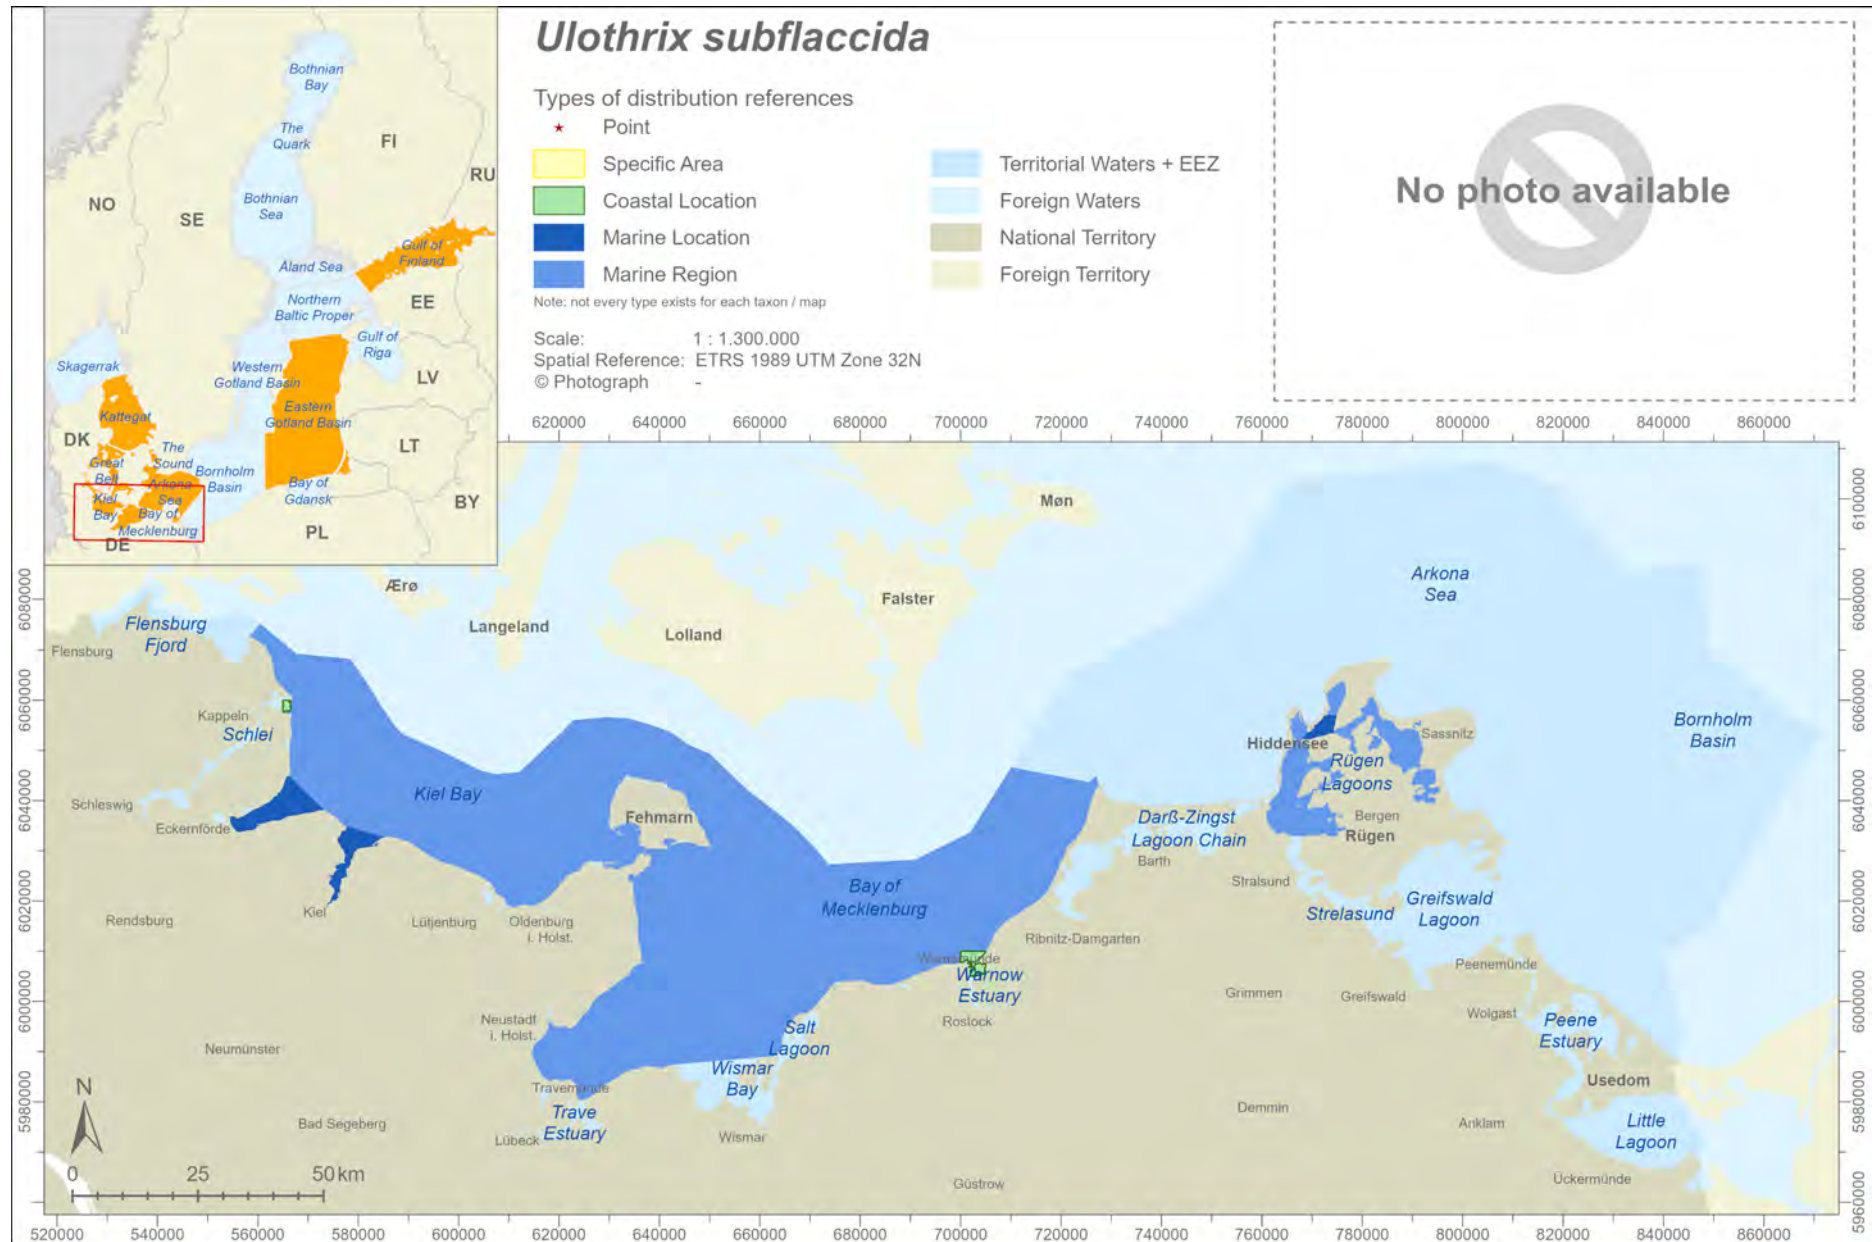 Ulothrix subflaccida
Types of distribution references
Point
Specific Area
Coastal Location
Marine Location
Marine Region
Territorial Waters + EEZ
Foreign Waters
National Territory
Foreign Territory
Note: not every type exists for each taxon / map
Scale: 1 : 1.300.000
Spatial Reference: ETRS 1989 UTM Zone 32N
© Photograph -
No photo available
Bothnian
Bay
The
Quark
FI
RU
NO
SE
Bothnian
Sea
Gulf of
Finland
Åland Sea
EE
Northern
Baltic Proper
Gulf of
Riga
Skagerrak
Western
Gotland Basin
LV
Kattegat
Eastern
Gotland Basin
DK
The
Sound
LT
Great
Belt
Bornholm
Basin
Arkona
Sea
Kiel
Bay
Bay of
Gdansk
Bay of
Mecklenburg
BY
PL
DE
620000 640000 660000 680000 700000 720000 740000 760000 780000 800000 820000 840000 860000
6080000
6060000
6040000
6020000
6000000
5980000
6100000
6080000
6060000
6040000
6020000
6000000
5980000
5960000
Møn
Ærø
Langeland
Lolland
Falster
Arkona
Sea
Flensburg
Fjord
Flensburg
Kappeln
Schlei
Bornholm
Basin
Hiddensee
Sassnitz
Rügen
Lagoons
Kiel Bay
Schleswig
Eckernförde
Fehmarn
Darß-Zingst
Lagoon Chain
Bergen
Rügen
Barth
Stralsund
Bay of
Mecklenburg
Strelasund
Greifswald
Lagoon
Kiel
Rendsburg
Lütjenburg
Oldenburg
i. Holst.
Ribnitz-Damgarten
Warnemünde
Warnow
Estuary
Peenemünde
Grimmen
Greifswald
Wolgast
Rostock
Neustadt
i. Holst.
Salt
Lagoon
Peene
Estuary
Neumünster
Wismar
Bay
Usedom
Travemünde
Trave
Estuary
Demmin
Anklam
Little
Lagoon
Bad Segeberg
Lübeck
Wismar
Güstrow
Ückermünde
N
0 25 50 km
520000 540000 560000 580000 600000 620000 640000 660000 680000 700000 720000 740000 760000 780000 800000 820000 840000 860000